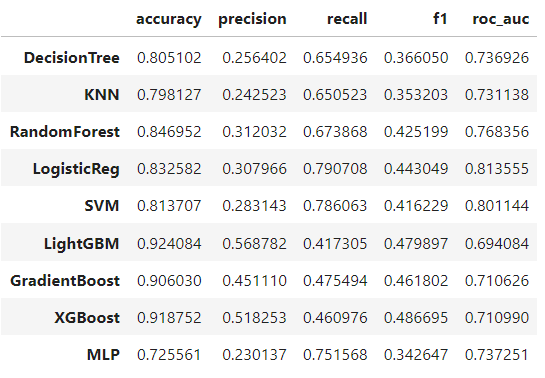 accuracy precision recall f1 roc_auc
DecisionTree 0.805102 0.256402 0.654936 0.366050 0.736926
KNN 0.798127 0.242523 0.650523 0.353203 0.731138
RandomForest 0.846952 0.312032 0.673868 0.425199 0.768356
LogisticReg 0.832582 0.307966 0.790708 0.443049 0.813555
SVM 0.813707 0.283143 0.786063 0.416229 0.801144
LightGBM 0.924084 0.568782 0.417305 0.479897 0.694084
GradientBoost 0.906030 0.451110 0.475494 0.461802 0.710626
XGBoost 0.918752 0.518253 0.460976 0.486695 0.710990
MLP 0.725561 0.230137 0.751568 0.342647 0.737251